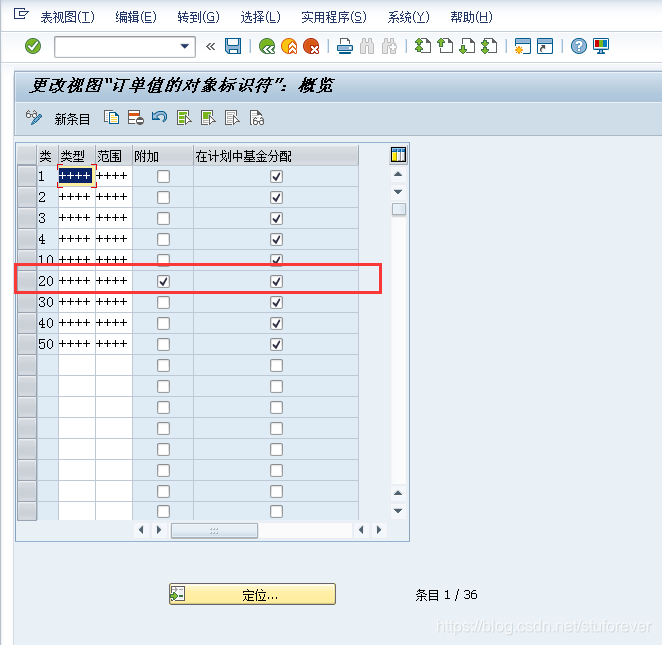 表视图(T) 编辑(E) 转到(G) 选择(L) 实用程序(S) 系统(Y) 帮助(H)
更改视图"订单值的对象标识符"：概览
新条目
类 类型 范围 附加 在计划中基金分配
1 ++++ ++++
2 ++++ ++++
3 ++++ ++++
4 ++++ ++++
10 ++++ ++++
20 ++++ ++++
30 ++++ ++++
40 ++++ ++++
50 ++++ ++++
定位... 条目 1 / 36
https://blog.csdn.net/stuforever